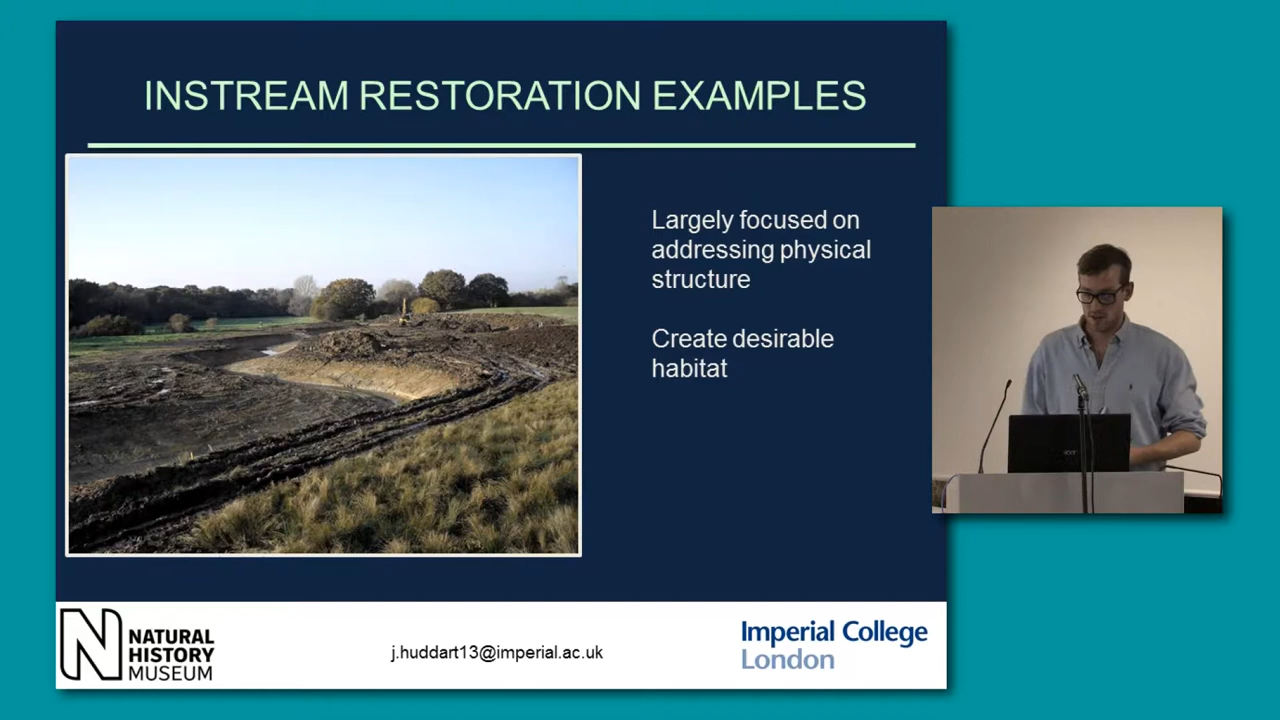 INSTREAM RESTORATION EXAMPLES
Largely focused on
addressing physical
structure
Create desirable
habitat
N NATURAL
HISTORY
MUSEUM
j.huddart13@imperial.ac.uk
Imperial College
London